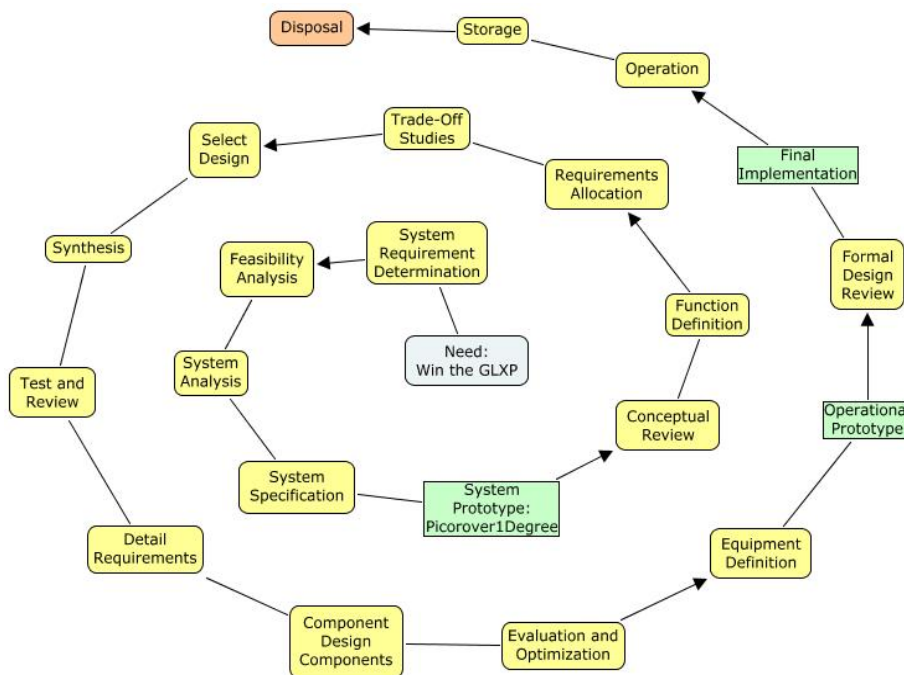 Disposal
Storage
Operation
Trade-Off
Studies
Select
Design
Final
Implementation
Requirements
Allocation
Synthesis
Feasibility
Analysis
System
Requirement
Determination
Formal
Design
Review
Function
Definition
Need:
Win the GLXP
System
Analysis
Test and
Review
Conceptual
Review
Operational
Prototype
System
Specification
System
Prototype:
Picorover1Degree
Detail
Requirements
Equipment
Definition
Component
Design
Components
Evaluation and
Optimization